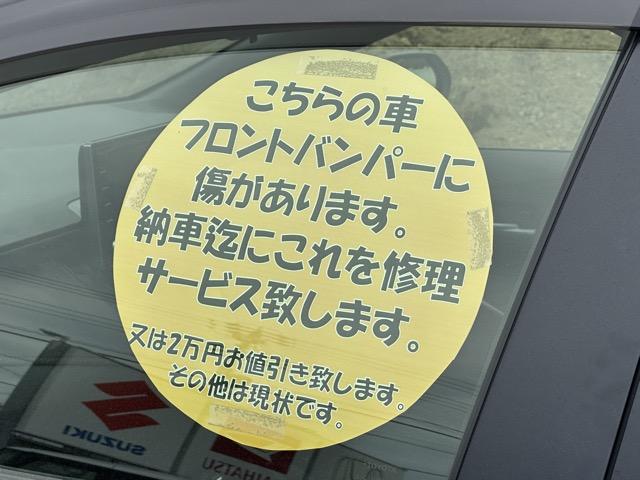 こちらの車
フロントバンパーに
傷があります。
納車迄にこれを修理
サービス致します。
又は2万円お値引き致します。
その他は現状です。
SUZUKI
DAIHATSU
TOYOTA